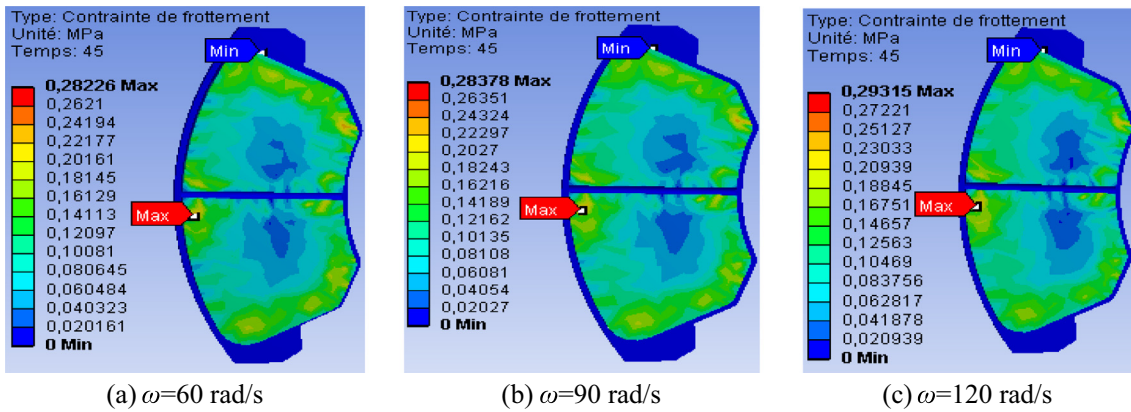 Type: Contrainte de frottement
Unité: MPa
Temps: 45
Min
0,28226 Max
0,2621
0,24194
0,22177
0,20161
0,18145
0,16129
0,14113
0,12097
0,10081
0,080645
0,060484
0,040323
0,020161
0 Min
Max
(a) ω=60 rad/s
Type: Contrainte de frottement
Unité: MPa
Temps: 45
Min
0,28378 Max
0,26351
0,24324
0,22297
0,2027
0,18243
0,16216
0,14189
0,12162
0,10135
0,08108
0,06081
0,04054
0,02027
0 Min
Max
(b) ω=90 rad/s
Type: Contrainte de frottement
Unité: MPa
Temps: 45
Min
0,29315 Max
0,27221
0,25127
0,23033
0,20939
0,18845
0,16751
0,14657
0,12563
0,10469
0,083756
0,062817
0,041878
0,020939
0 Min
Max
(c) ω=120 rad/s